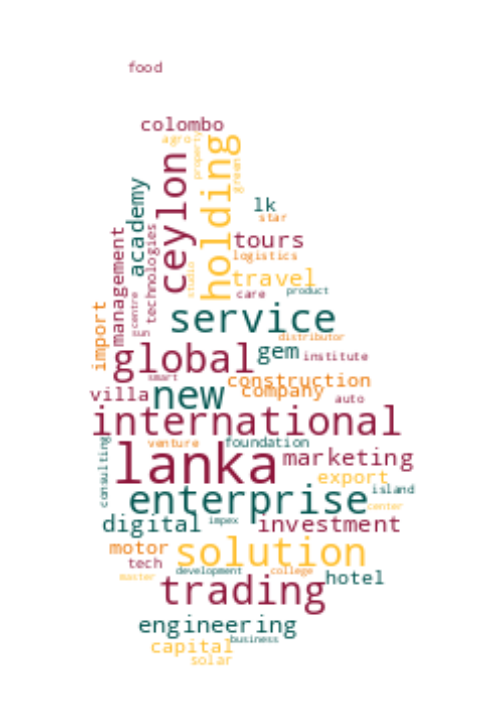 food
colombo
agro
property
holding
green
ceylon
academy
lk
star
technologies
tours
management
logistics
studio
travel
care
product
centre
import
service
sun
distributor
global
gem
institute
smart
construction
new
company
villa
auto
international
venture
foundation
consulting
lanka
marketing
export
enterprise
island
center
digital
impex
investment
motor
solution
tech
development
college
master
hotel
trading
engineering
business
capital
solar